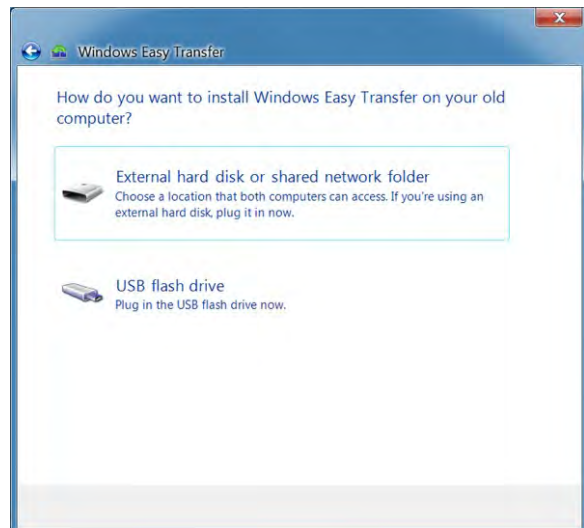 Windows Easy Transfer
How do you want to install Windows Easy Transfer on your old
computer?
External hard disk or shared network folder
Choose a location that both computers can access. If you're using an
external hard disk, plug it in now.
USB flash drive
Plug in the USB flash drive now.